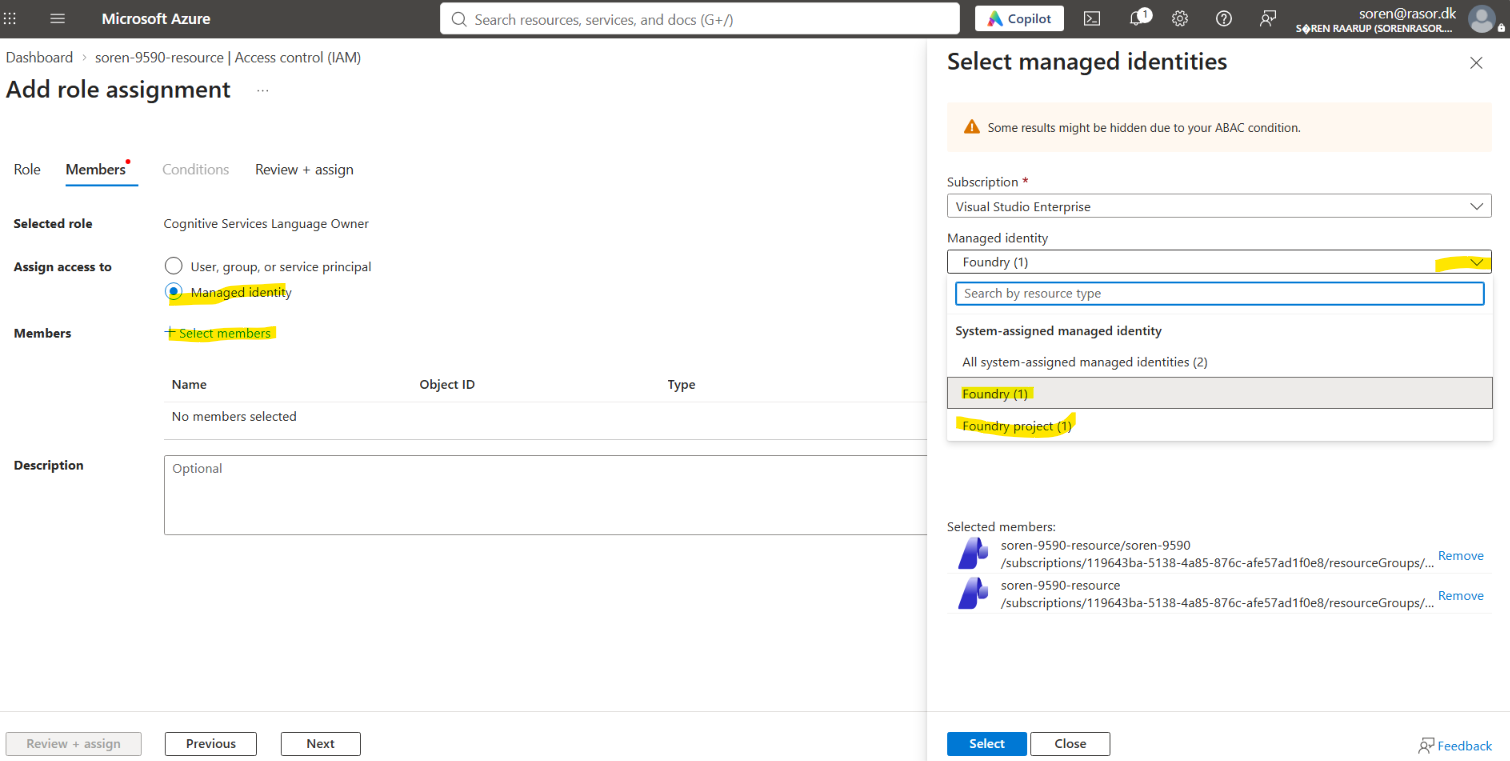 Microsoft Azure
Search resources, services, and docs (G+/)
Copilot
1
soren@rasor.dk
S�REN RAARUP (SORENRASOR....
Dashboard > soren-9590-resource | Access control (IAM)
Add role assignment ...
Role Members Conditions Review + assign
Selected role Cognitive Services Language Owner
Assign access to User, group, or service principal
Managed identity
Members + Select members
Name Object ID Type
No members selected
Description Optional
Review + assign Previous Next
Select managed identities
Some results might be hidden due to your ABAC condition.
Subscription *
Visual Studio Enterprise
Managed identity
Foundry (1)
Search by resource type
System-assigned managed identity
All system-assigned managed identities (2)
Foundry (1)
Foundry project (1)
Selected members:
soren-9590-resource/soren-9590
/subscriptions/119643ba-5138-4a85-876c-afe57ad1f0e8/resourceGroups/... Remove
soren-9590-resource
/subscriptions/119643ba-5138-4a85-876c-afe57ad1f0e8/resourceGroups/... Remove
Select Close Feedback